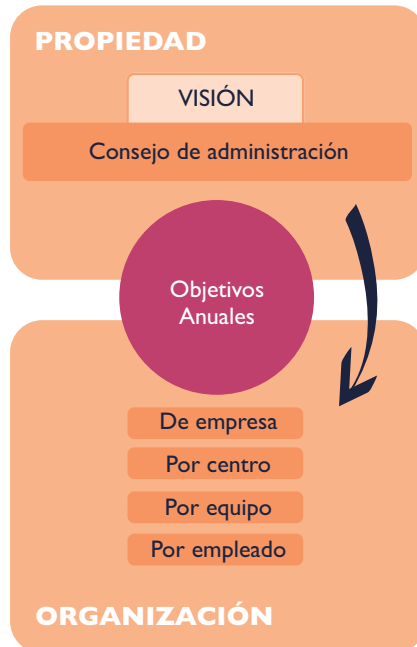 PROPIEDAD
VISIÓN
Consejo de administración
Objetivos
Anuales
De empresa
Por centro
Por equipo
Por empleado
ORGANIZACIÓN